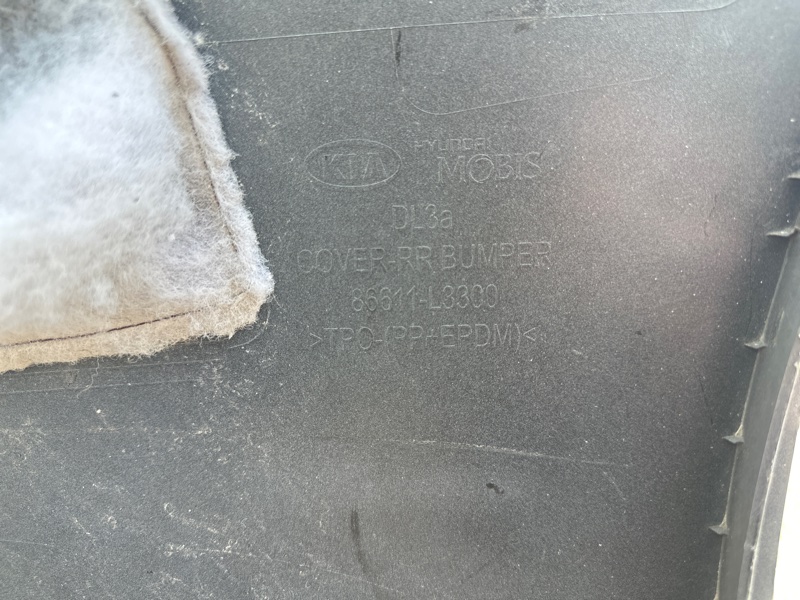 KIA HYUNDAI
MOBIS
DL3a
COVER-RR BUMPER
86611-L3300
>TPO-(PP+EPDM)<